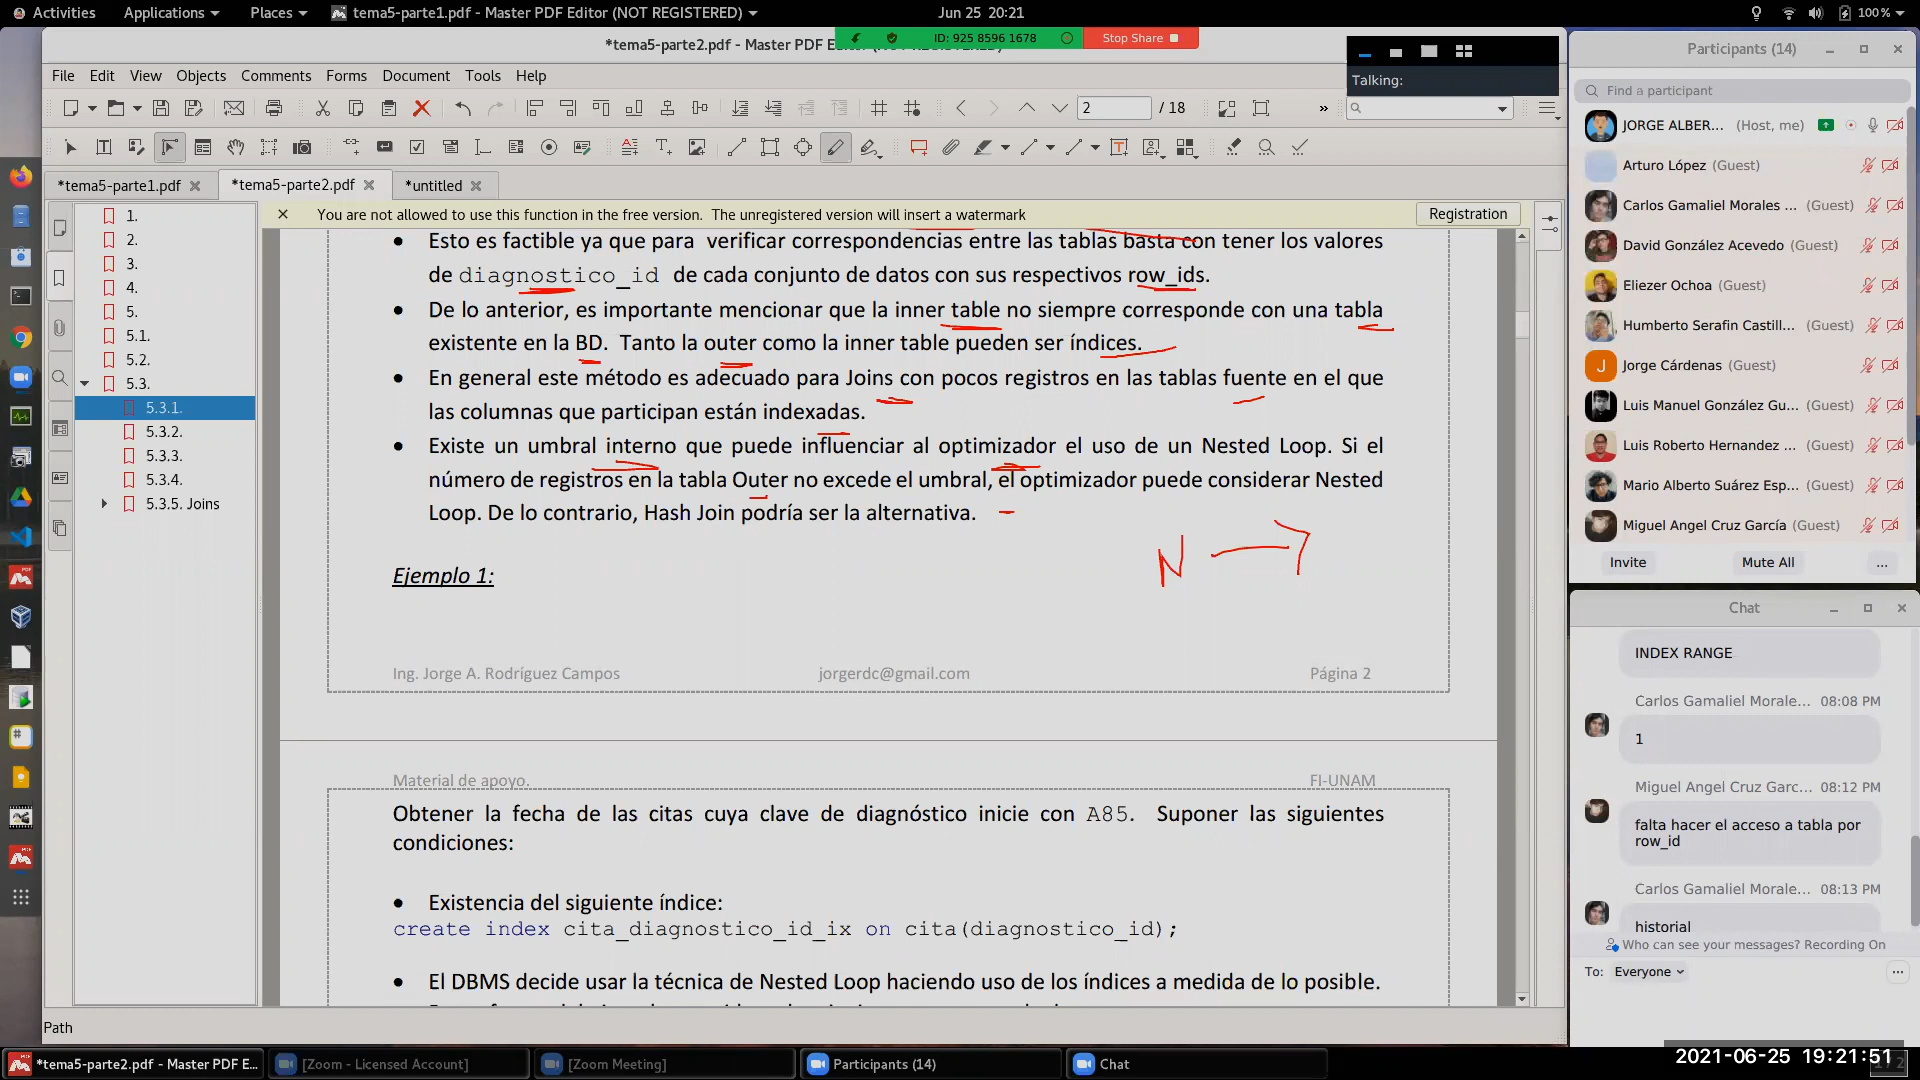 Activities
Applications
Places
tema5-parte1.pdf - Master PDF Editor (NOT REGISTERED)
Jun 25 20:21
100%
*tema5-parte2.pdf - Master PDF
ID: 925 8596 1678
Stop Share
File Edit View Objects Comments Forms Document Tools Help
Talking:
2 / 18
*tema5-parte1.pdf
*tema5-parte2.pdf
*untitled
You are not allowed to use this function in the free version. The unregistered version will insert a watermark
Registration
1.
2.
3.
4.
5.
5.1.
5.2.
5.3.
5.3.1.
5.3.2.
5.3.3.
5.3.4.
5.3.5. Joins
• Esto es factible ya que para verificar correspondencias entre las tablas basta con tener los valores
de diagnostico_id de cada conjunto de datos con sus respectivos row_ids.
• De lo anterior, es importante mencionar que la inner table no siempre corresponde con una tabla
existente en la BD. Tanto la outer como la inner table pueden ser índices.
• En general este método es adecuado para Joins con pocos registros en las tablas fuente en el que
las columnas que participan están indexadas.
• Existe un umbral interno que puede influenciar al optimizador el uso de un Nested Loop. Si el
número de registros en la tabla Outer no excede el umbral, el optimizador puede considerar Nested
Loop. De lo contrario, Hash Join podría ser la alternativa.
N
Ejemplo 1:
Ing. Jorge A. Rodríguez Campos
jorgerdc@gmail.com
Página 2
Material de apoyo.
FI-UNAM
Obtener la fecha de las citas cuya clave de diagnóstico inicie con A85. Suponer las siguientes
condiciones:
• Existencia del siguiente índice:
create index cita_diagnostico_id_ix on cita(diagnostico_id);
• El DBMS decide usar la técnica de Nested Loop haciendo uso de los índices a medida de lo posible.
Path
Participants (14)
Find a participant
JORGE ALBER... (Host, me)
Arturo López (Guest)
Carlos Gamaliel Morales ... (Guest)
David González Acevedo (Guest)
Eliezer Ochoa (Guest)
Humberto Serafin Castill... (Guest)
J
Jorge Cárdenas (Guest)
Luis Manuel González Gu... (Guest)
Luis Roberto Hernandez ... (Guest)
Mario Alberto Suárez Esp... (Guest)
Miguel Angel Cruz García (Guest)
Invite
Mute All
...
Chat
INDEX RANGE
Carlos Gamaliel Morale... 08:08 PM
1
Miguel Angel Cruz Garc... 08:12 PM
falta hacer el acceso a tabla por
row_id
Carlos Gamaliel Morale... 08:13 PM
historial
Who can see your messages? Recording On
To: Everyone
*tema5-parte2.pdf - Master PDF E...
[Zoom - Licensed Account]
[Zoom Meeting]
Participants (14)
Chat
2021-06-25 19:21:51